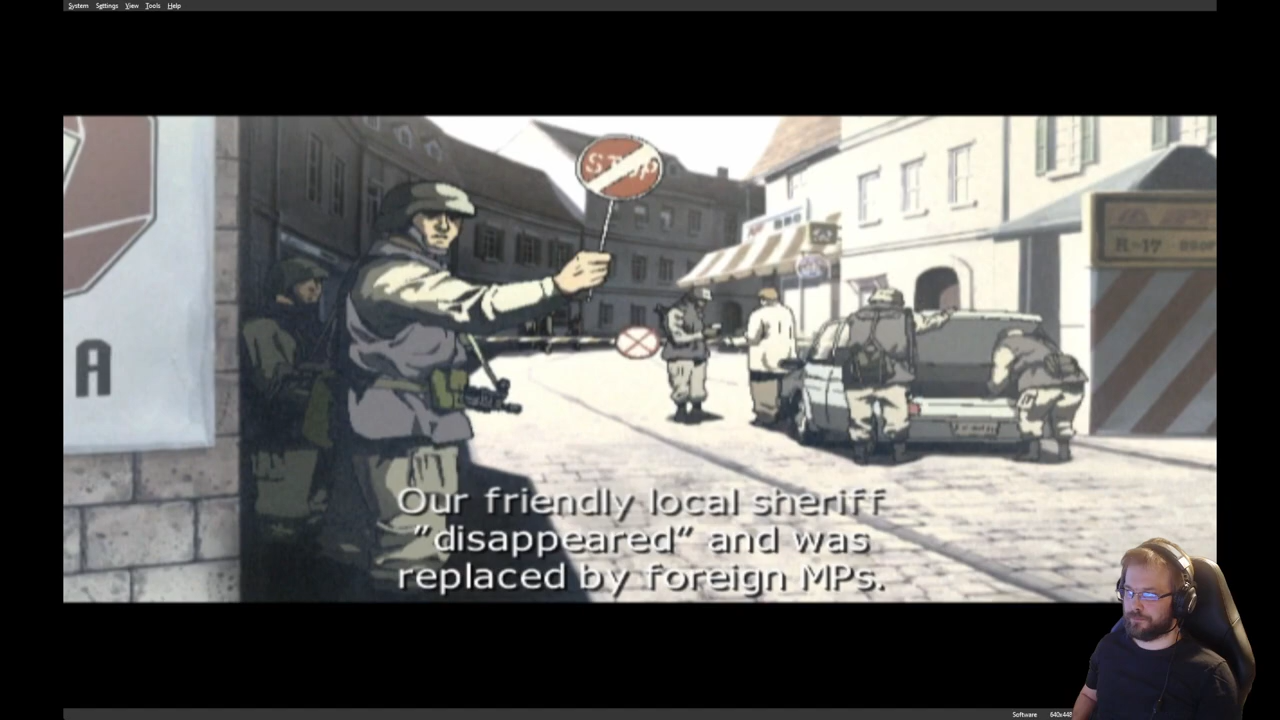 System Settings View Tools Help
STOP
A
R-17
Our friendly local sheriff
"disappeared" and was
replaced by foreign MPs.
Software 640x448